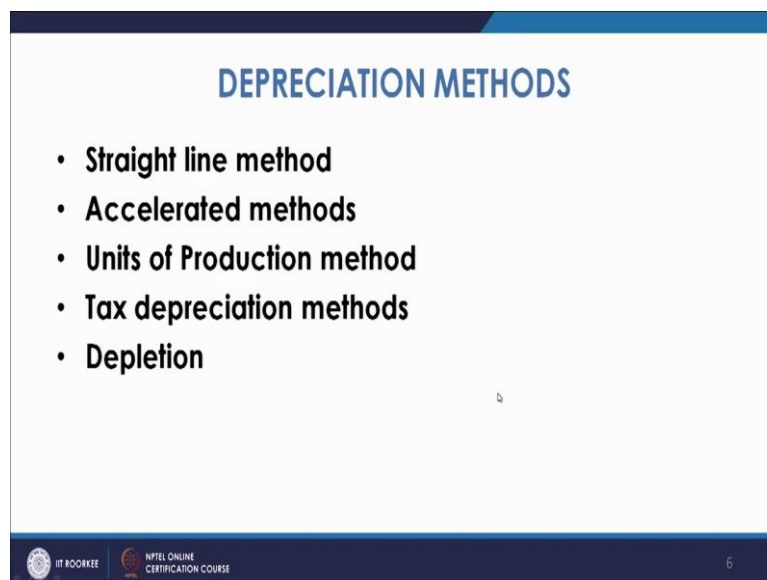 DEPRECIATION METHODS
• Straight line method
• Accelerated methods
• Units of Production method
• Tax depreciation methods
• Depletion
IIT ROORKEE
NPTEL ONLINE
CERTIFICATION COURSE
6